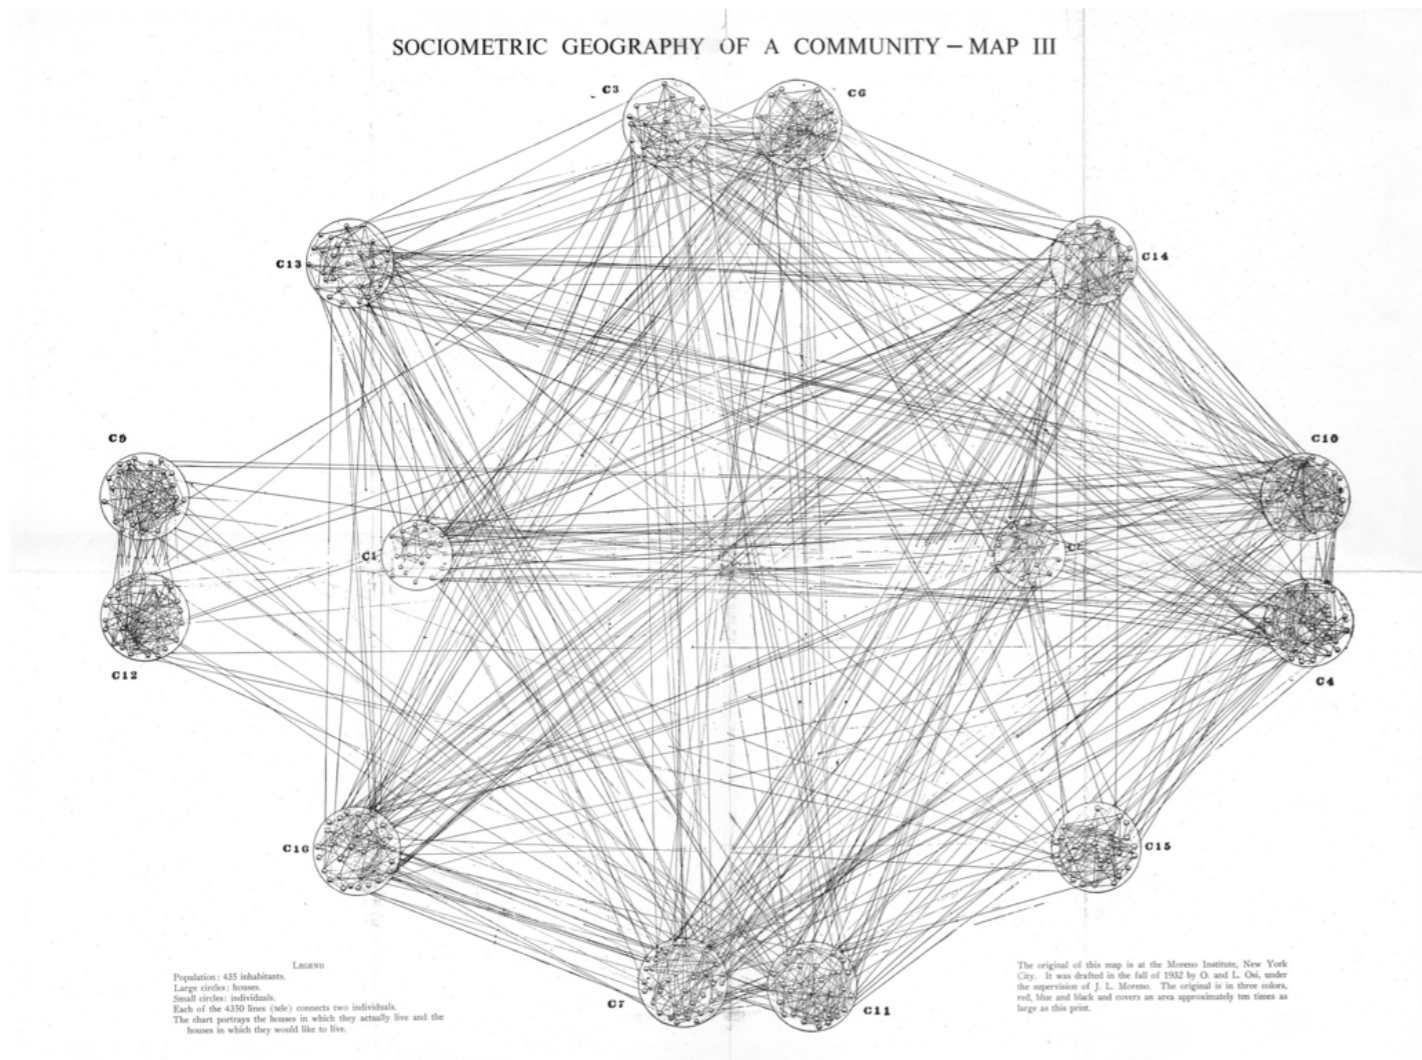 SOCIOMETRIC GEOGRAPHY OF A COMMUNITY — MAP III
C3
C6
C13
C14
C9
C10
C1
C12
C4
C16
C15
C7
C11
LEGEND
Population: 435 inhabitants.
Large circles: houses.
Small circles: individuals.
Each of the 4350 lines (tele) connects two individuals.
The chart portrays the houses in which they actually live and the
houses in which they would like to live.
The original of this map is at the Moreno Institute, New York
City. It was drafted in the fall of 1932 by O. and L. Osi, under
the supervision of J. L. Moreno. The original is in three colors,
red, blue and black and covers an area approximately ten times as
large as this print.